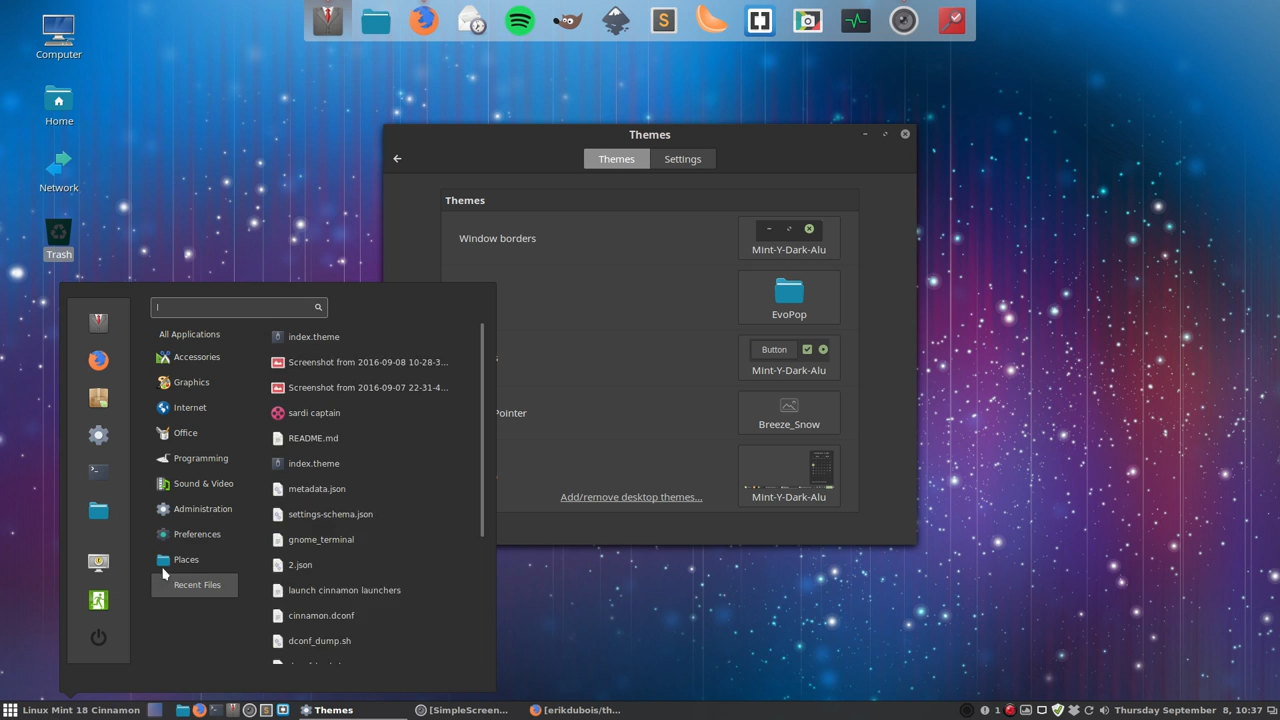 Computer
Home
Network
Trash
Themes
Themes
Settings
Themes
Window borders
Mint-Y-Dark-Alu
EvoPop
Button
Mint-Y-Dark-Alu
Pointer
Breeze_Snow
Mint-Y-Dark-Alu
Add/remove desktop themes...
All Applications
Accessories
Graphics
Internet
Office
Programming
Sound & Video
Administration
Preferences
Places
Recent Files
index.theme
Screenshot from 2016-09-08 10-28-3...
Screenshot from 2016-09-07 22-31-4...
sardi captain
README.md
index.theme
metadata.json
settings-schema.json
gnome_terminal
2.json
launch cinnamon launchers
cinnamon.dconf
dconf_dump.sh
Linux Mint 18 Cinnamon
Themes
[SimpleScreen...
[erikdubois/th...
1
Thursday September  8, 10:37